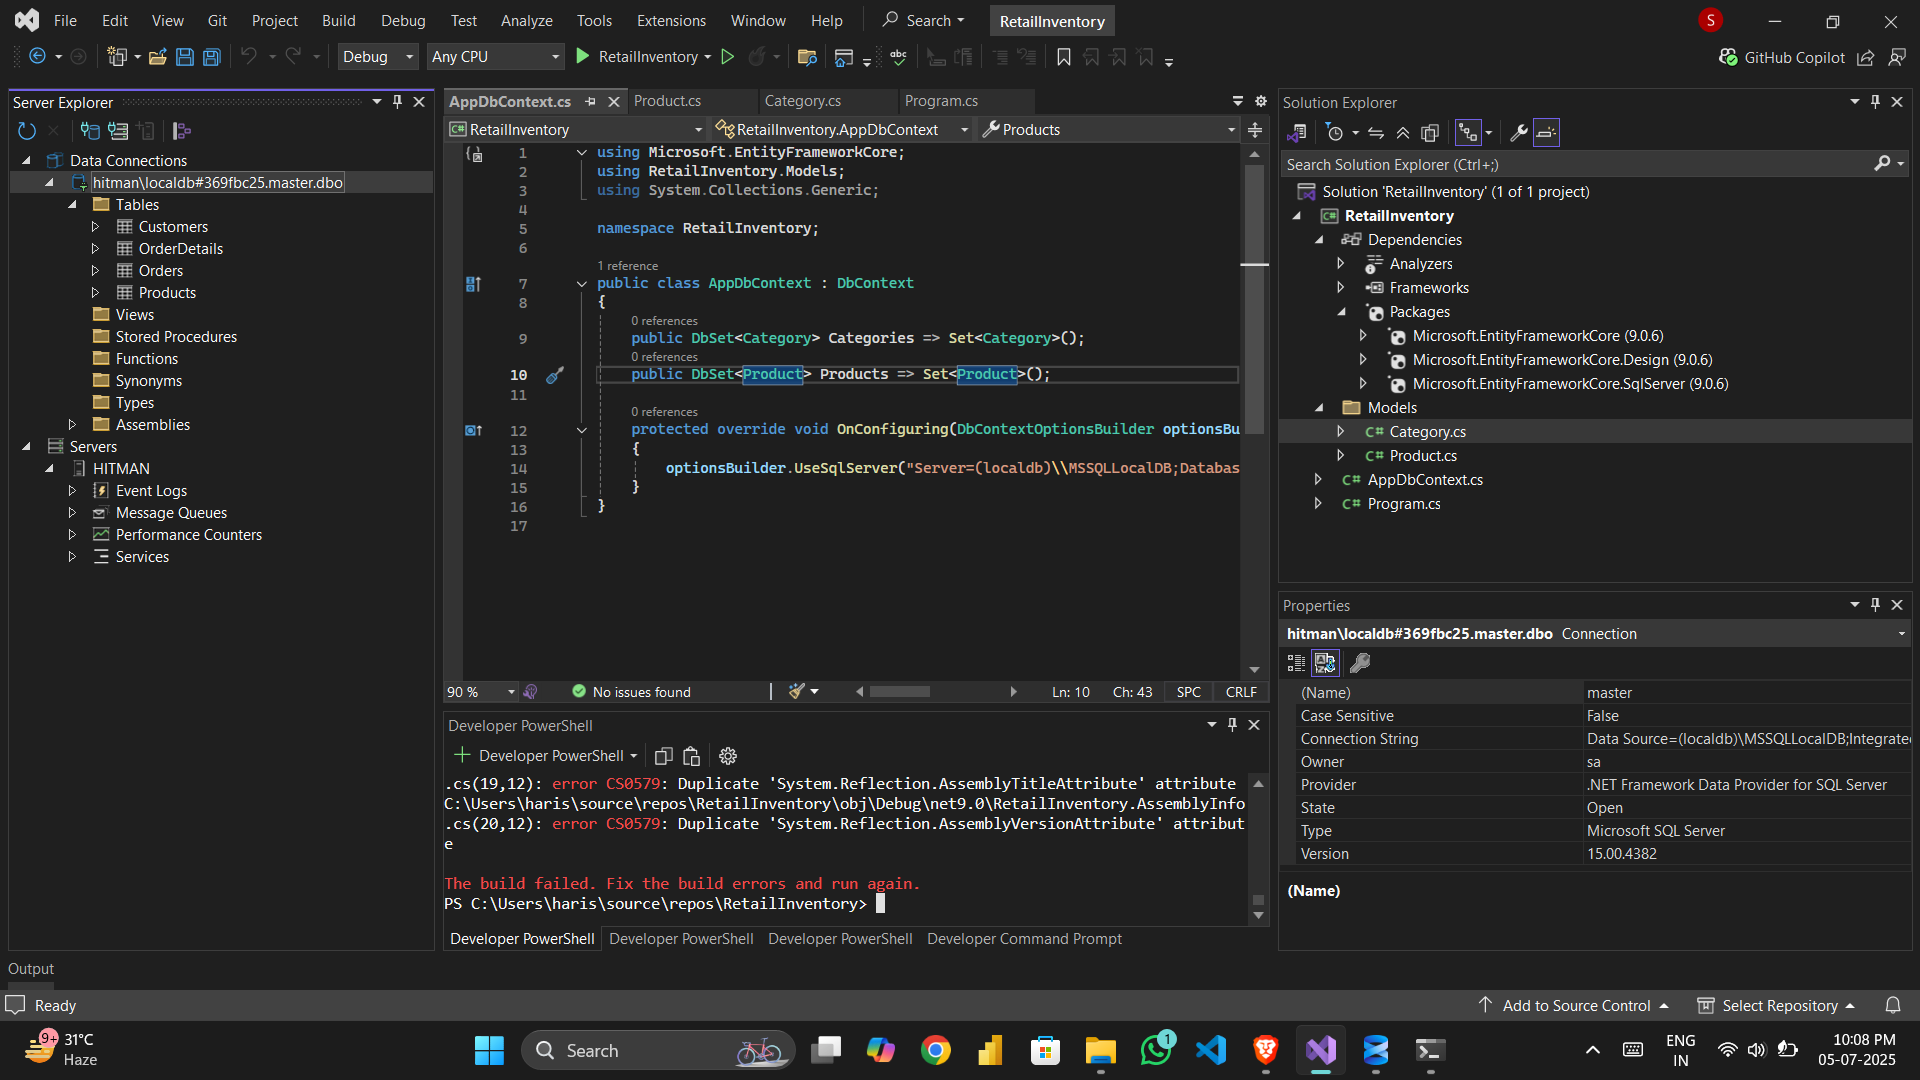 File Edit View Git Project Build Debug Test Analyze Tools Extensions Window Help Search RetailInventory S
Debug Any CPU RetailInventory abc GitHub Copilot
Server Explorer
Data Connections
hitman\localdb#369fbc25.master.dbo
Tables
Customers
OrderDetails
Orders
Products
Views
Stored Procedures
Functions
Synonyms
Types
Assemblies
Servers
HITMAN
Event Logs
Message Queues
Performance Counters
Services
AppDbContext.cs Product.cs Category.cs Program.cs
RetailInventory RetailInventory.AppDbContext Products
1 using Microsoft.EntityFrameworkCore;
2 using RetailInventory.Models;
3 using System.Collections.Generic;
4
5 namespace RetailInventory;
6
1 reference
7 public class AppDbContext : DbContext
8 {
0 references
9 public DbSet<Category> Categories => Set<Category>();
0 references
10 public DbSet<Product> Products => Set<Product>();
11
0 references
12 protected override void OnConfiguring(DbContextOptionsBuilder optionsBu
13 {
14 optionsBuilder.UseSqlServer("Server=(localdb)\\MSSQLLocalDB;Databas
15 }
16 }
17
90 % No issues found Ln: 10 Ch: 43 SPC CRLF
Developer PowerShell
Developer PowerShell
.cs(19,12): error CS0579: Duplicate 'System.Reflection.AssemblyTitleAttribute' attribute
C:\Users\haris\source\repos\RetailInventory\obj\Debug\net9.0\RetailInventory.AssemblyInfo
.cs(20,12): error CS0579: Duplicate 'System.Reflection.AssemblyVersionAttribute' attribut
e
The build failed. Fix the build errors and run again.
PS C:\Users\haris\source\repos\RetailInventory>
Developer PowerShell Developer PowerShell Developer PowerShell Developer Command Prompt
Solution Explorer
Search Solution Explorer (Ctrl+;)
Solution 'RetailInventory' (1 of 1 project)
C# RetailInventory
Dependencies
Analyzers
Frameworks
Packages
Microsoft.EntityFrameworkCore (9.0.6)
Microsoft.EntityFrameworkCore.Design (9.0.6)
Microsoft.EntityFrameworkCore.SqlServer (9.0.6)
Models
C# Category.cs
C# Product.cs
C# AppDbContext.cs
C# Program.cs
Properties
hitman\localdb#369fbc25.master.dbo Connection
(Name) master
Case Sensitive False
Connection String Data Source=(localdb)\MSSQLLocalDB;Integrate
Owner sa
Provider .NET Framework Data Provider for SQL Server
State Open
Type Microsoft SQL Server
Version 15.00.4382
(Name)
Output
Ready Add to Source Control Select Repository
9+ 31°C
Haze
Search
1
ENG
IN
10:08 PM
05-07-2025